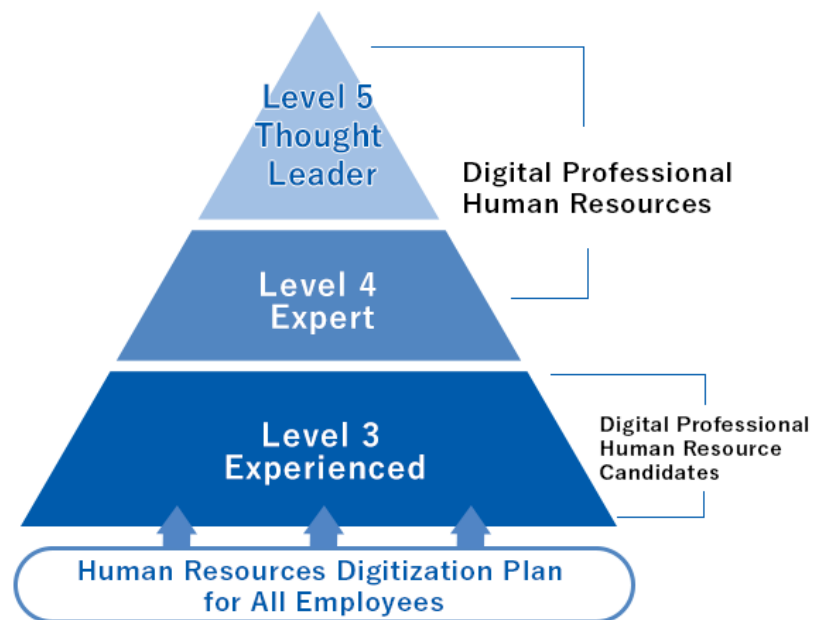 Level 5
Thought
Leader
Digital Professional
Human Resources
Level 4
Expert
Level 3
Experienced
Digital Professional
Human Resource
Candidates
Human Resources Digitization Plan
for All Employees